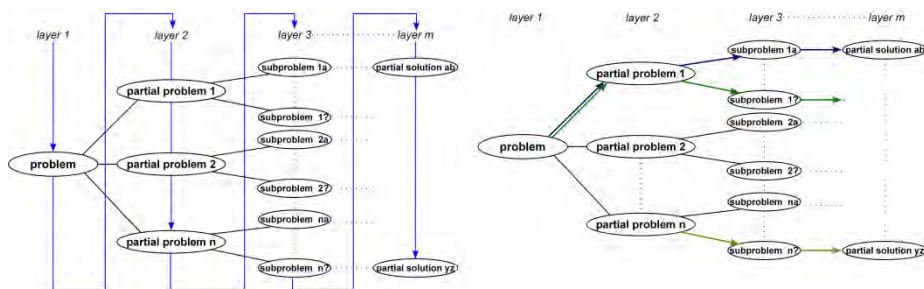 layer 1
layer 2
layer 3
layer m
subproblem 1a
partial solution ab
partial problem 1
subproblem 1?
subproblem 2a
problem
partial problem 2
subproblem 2?
subproblem na
partial problem n
subproblem n?
partial solution yz
layer 1
layer 2
layer 3
layer m
subproblem 1a
partial solution ab
partial problem 1
subproblem 1?
subproblem 2a
problem
partial problem 2
subproblem 2?
subproblem na
partial problem n
subproblem n?
partial solution yz